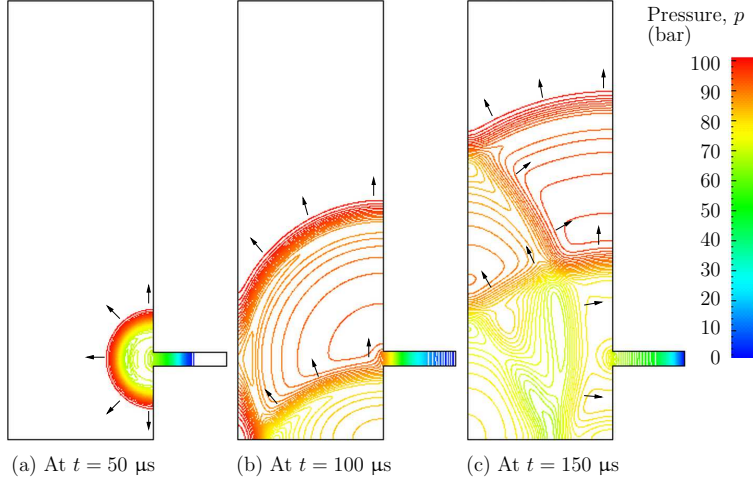 Pressure, p
(bar)
100
90
80
70
60
50
40
30
20
10
0
(a) At t = 50 μs
(b) At t = 100 μs
(c) At t = 150 μs